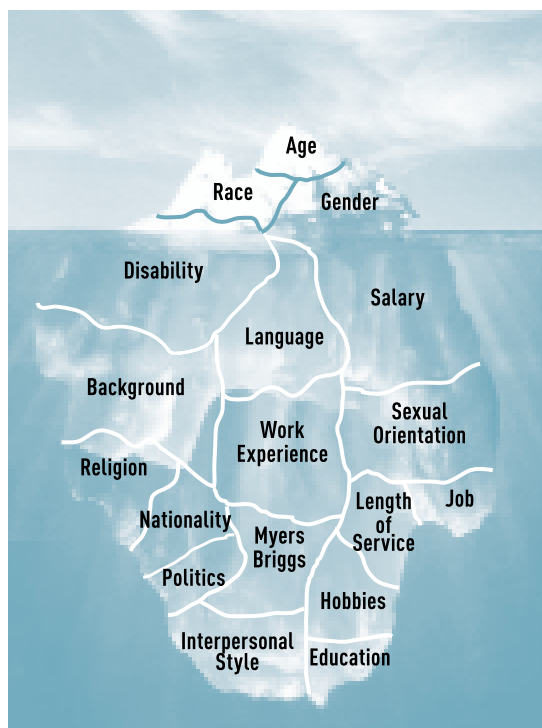 Age
Race
Gender
Disability
Salary
Language
Background
Sexual
Orientation
Work
Experience
Religion
Length
of
Service
Job
Nationality
Myers
Briggs
Politics
Hobbies
Interpersonal
Style
Education